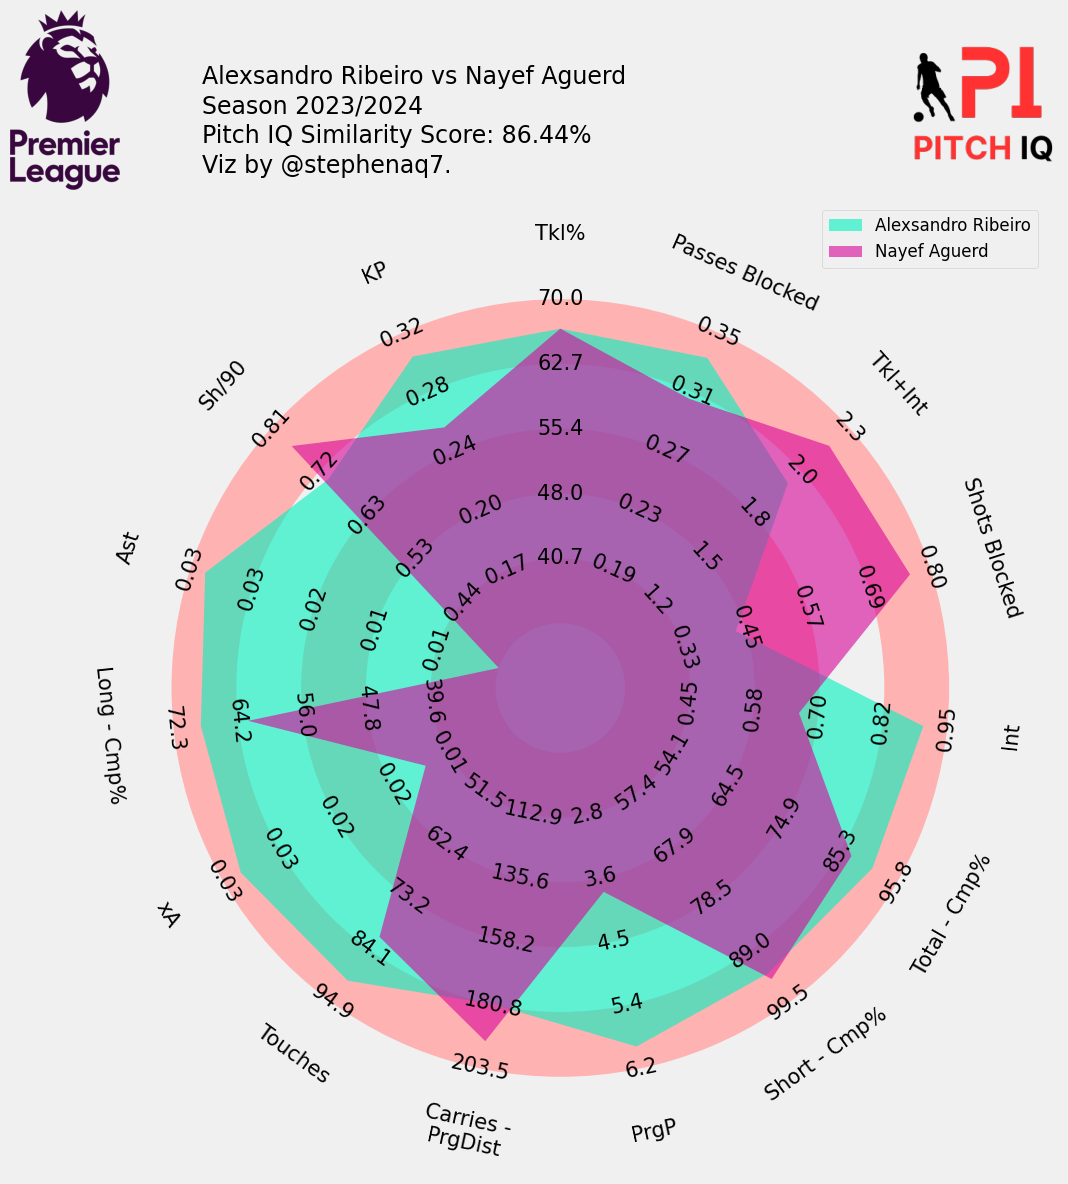 Premier
League
Alexsandro Ribeiro vs Nayef Aguerd
Season 2023/2024
Pitch IQ Similarity Score: 86.44%
Viz by @stephenaq7.
PI
PITCH IQ
Alexsandro Ribeiro
Nayef Aguerd
Tkl%
70.0
62.7
55.4
48.0
40.7
Passes Blocked
0.35
0.31
0.27
0.23
0.19
Tkl+Int
2.3
2.0
1.8
1.5
1.2
Shots Blocked
0.80
0.69
0.57
0.45
0.33
Int
0.95
0.82
0.70
0.58
0.45
Total - Cmp%
95.8
85.3
74.9
64.5
54.1
Short - Cmp%
99.5
89.0
78.5
67.9
57.4
PrgP
6.2
5.4
4.5
3.6
2.8
Carries -
PrgDist
203.5
180.8
158.2
135.6
112.9
Touches
94.9
84.1
73.2
62.4
51.5
xA
0.03
0.03
0.02
0.02
0.01
Long - Cmp%
72.3
64.2
56.0
47.8
39.6
Ast
0.03
0.03
0.02
0.01
0.01
Sh/90
0.81
0.72
0.63
0.53
0.44
KP
0.32
0.28
0.24
0.20
0.17